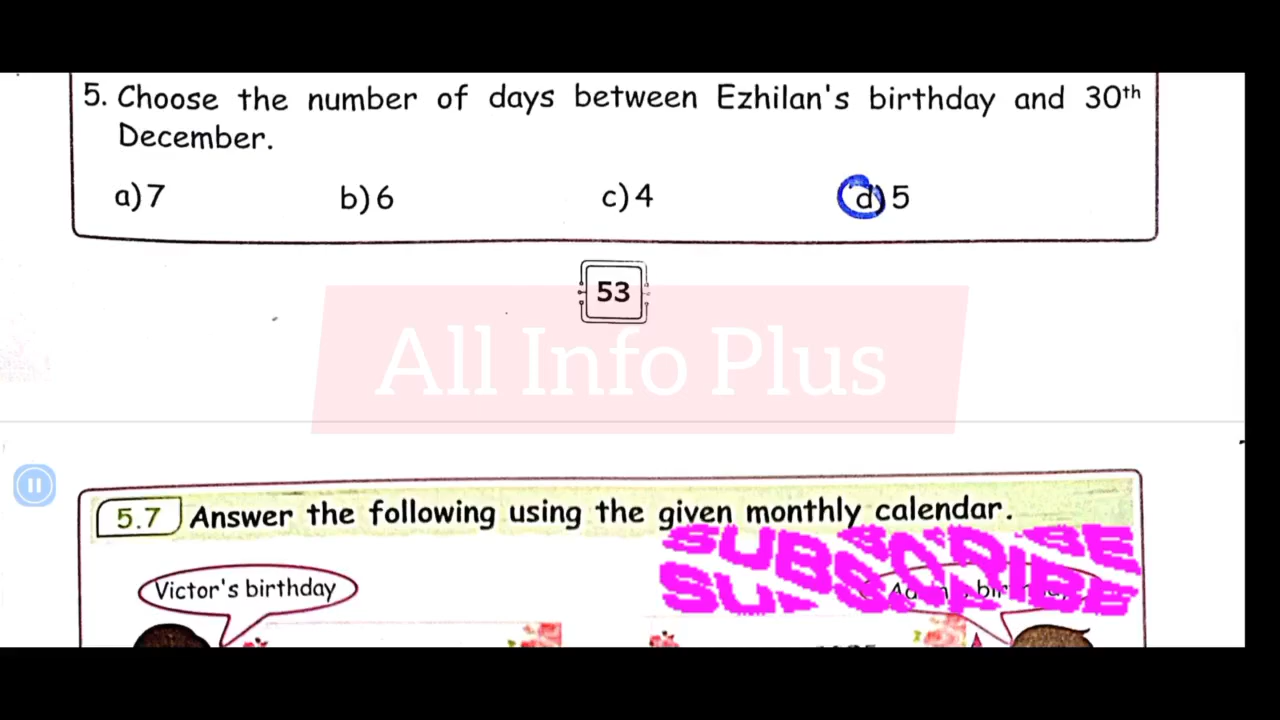 5. Choose the number of days between Ezhilan's birthday and 30th
December.
a) 7 b) 6 c) 4 d) 5
53
All Info Plus
5.7 Answer the following using the given monthly calendar.
SUBSCRIBE
SUBSCRIBE
Victor's birthday